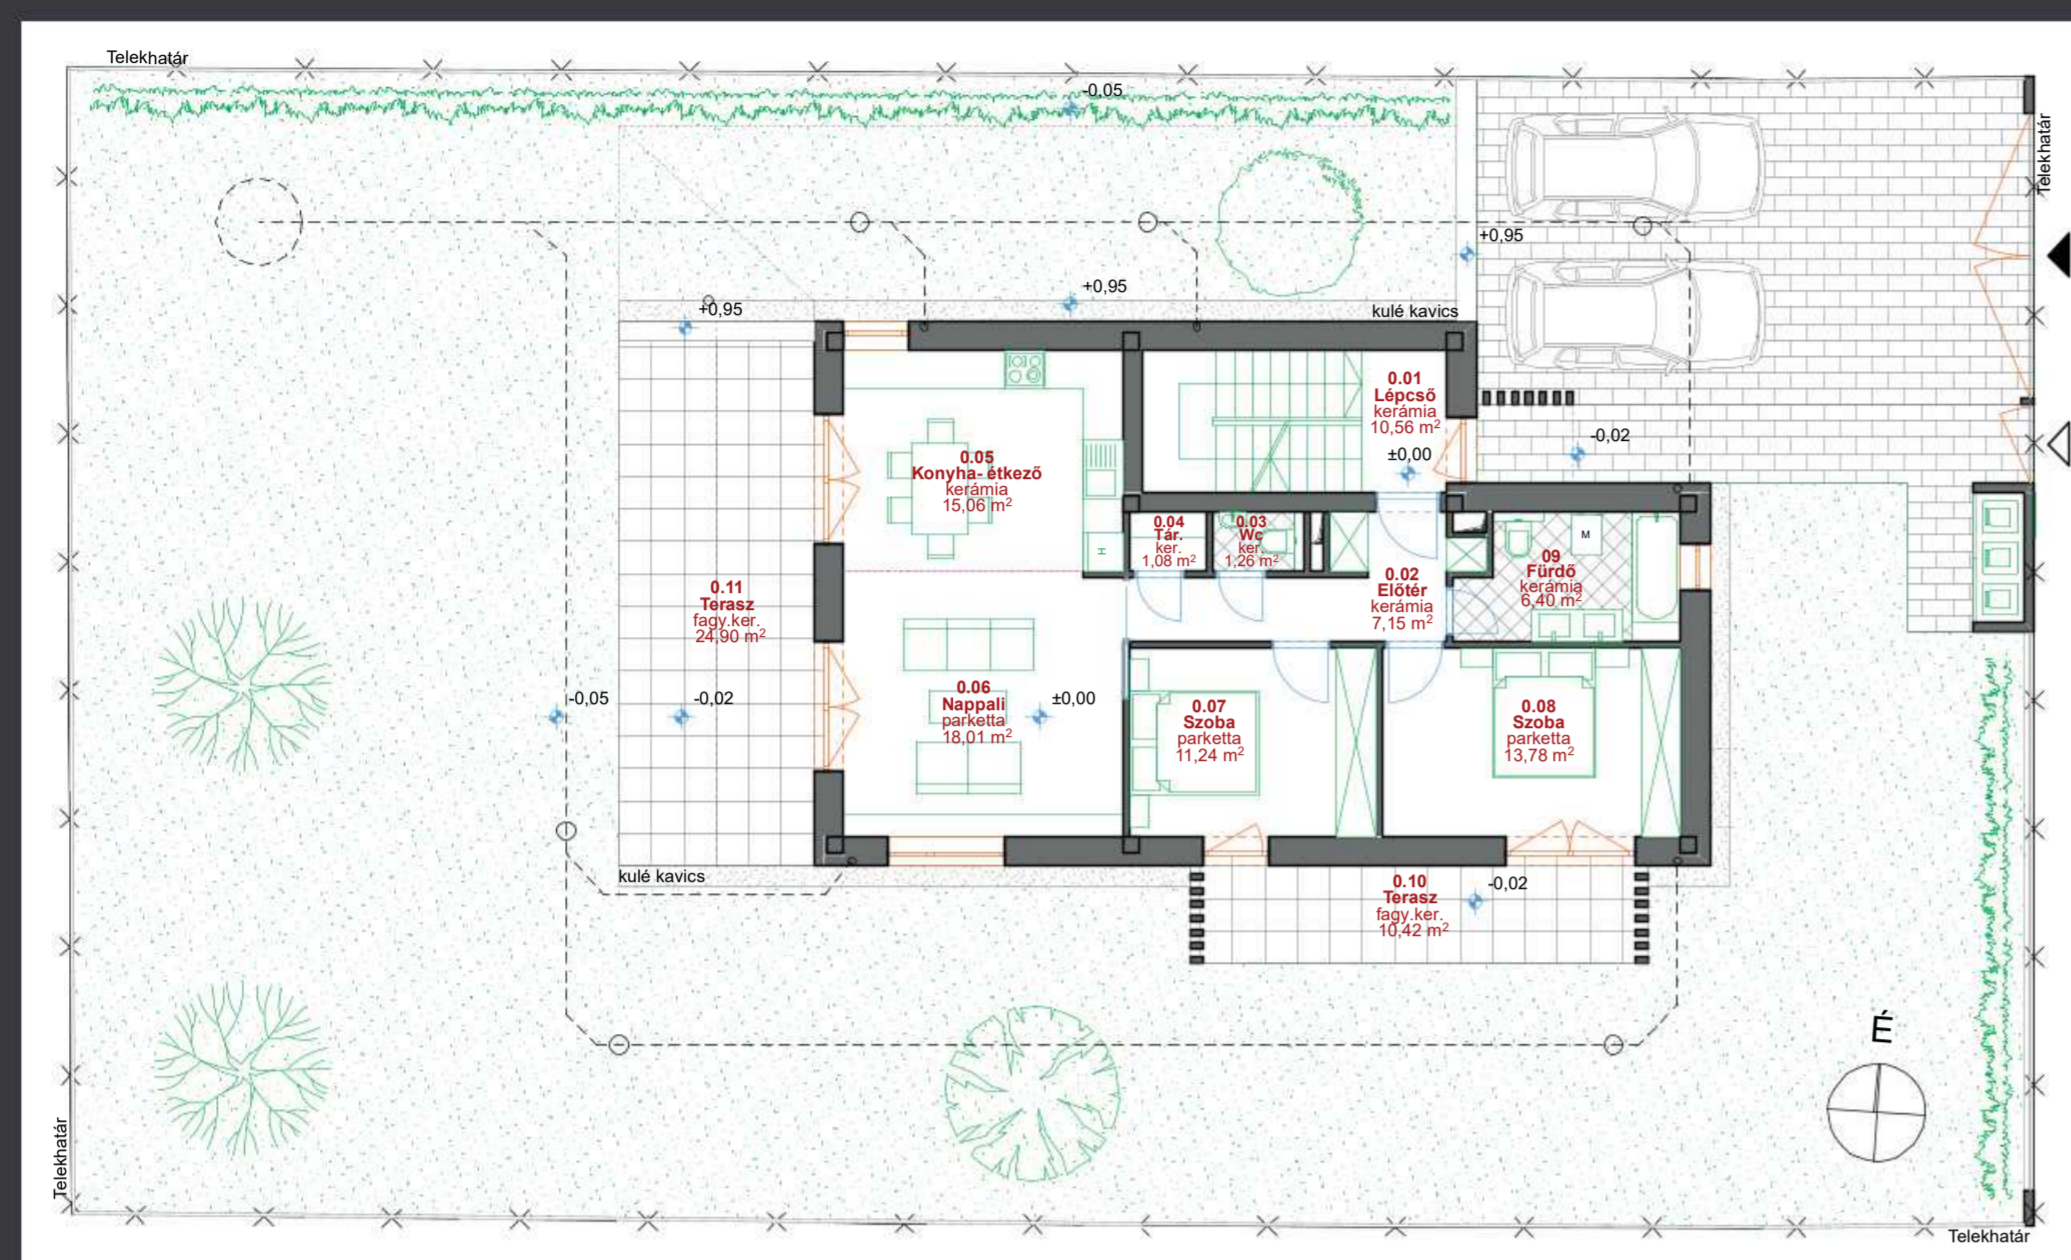 Telekhatár
-0.05
Telekhatár
+0,95
+0,95
+0,95
kulé kavics
0.01
Lépcső
kerámia
10,56 m²
±0,00
-0,02
0.05
Konyha- étkező
kerámia
15,06 m²
0.04
Tár.
ker.
1,08 m²
0.03
Wc
ker.
1,26 m²
M
H
09
Fürdő
kerámia
6,40 m²
0.02
Előtér
kerámia
7,15 m²
0.11
Terasz
fagy.ker.
24,90 m²
-0,05
-0,02
0.06
Nappali
parketta
18,01 m²
±0,00
0.07
Szoba
parketta
11,24 m²
0.08
Szoba
parketta
13,78 m²
kulé kavics
0.10
Terasz
fagy.ker.
10,42 m²
-0,02
É
Telekhatár
Telekhatár